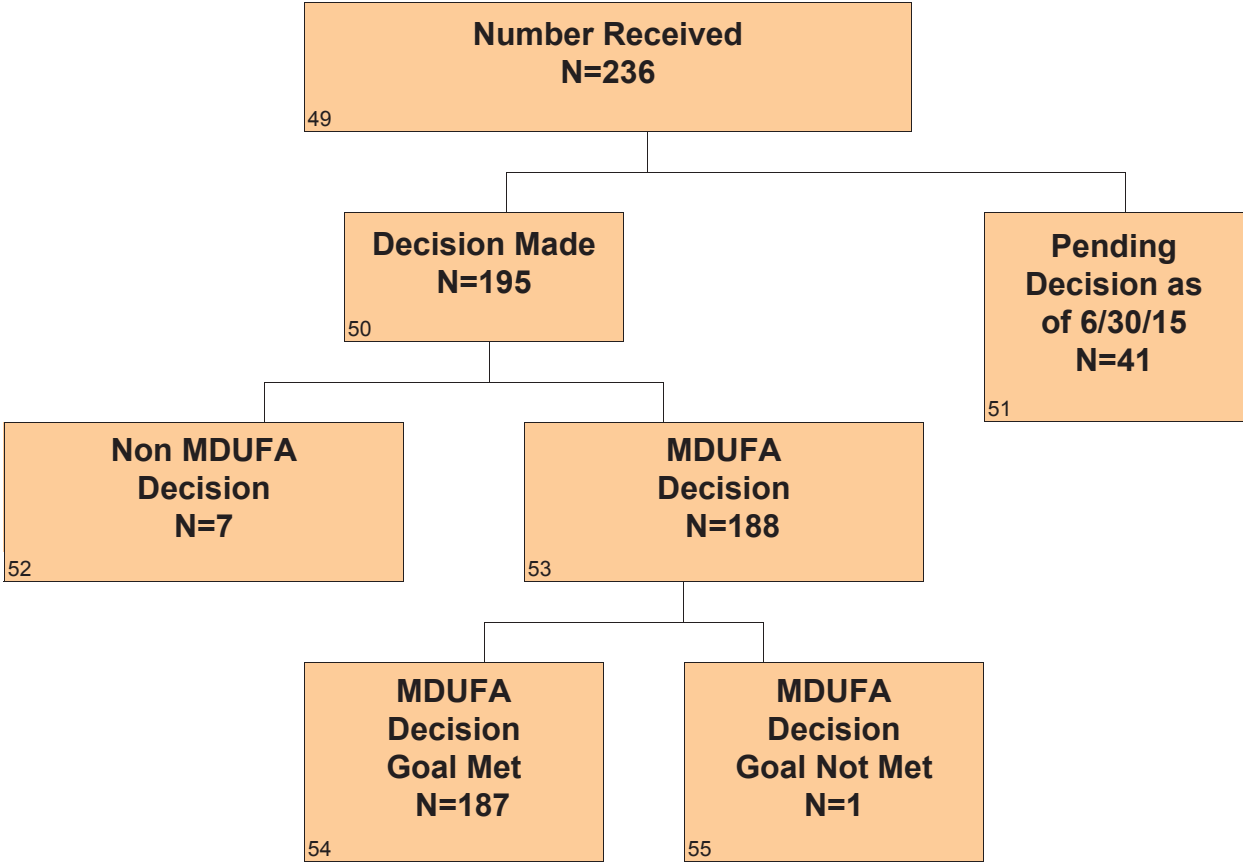 Number Received
N=236
49
Decision Made
N=195
50
Pending
Decision as
of 6/30/15
N=41
51
Non MDUFA
Decision
N=7
52
MDUFA
Decision
N=188
53
MDUFA
Decision
Goal Met
N=187
54
MDUFA
Decision
Goal Not Met
N=1
55